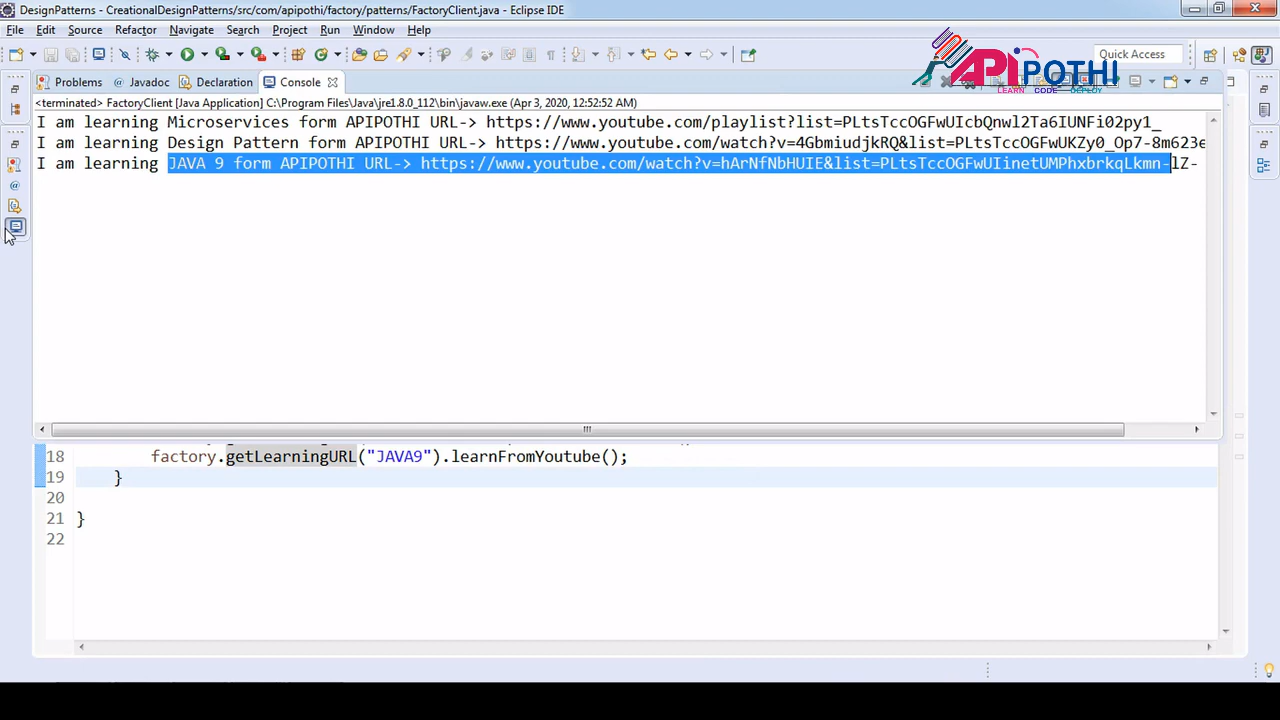 DesignPatterns - CreationalDesignPatterns/src/com/apipothi/factory/patterns/FactoryClient.java - Eclipse IDE
File Edit Source Refactor Navigate Search Project Run Window Help
Quick Access
APIPOTHI
LEARN CODE DEPLOY
Problems @ Javadoc Declaration Console
<terminated> FactoryClient [Java Application] C:\Program Files\Java\jre1.8.0_112\bin\javaw.exe (Apr 3, 2020, 12:52:52 AM)
I am learning Microservices form APIPOTHI URL-> https://www.youtube.com/playlist?list=PLtsTccOGFwUIcbQnwl2Ta6IUNFi02py1_
I am learning Design Pattern form APIPOTHI URL-> https://www.youtube.com/watch?v=4GbmiudjkRQ&list=PLtsTccOGFwUKZy0_Op7-8m623e
I am learning JAVA 9 form APIPOTHI URL-> https://www.youtube.com/watch?v=hArNfNbHUIE&list=PLtsTccOGFwUIinetUMPhxbrkqLkmn-lZ-
18 factory.getLearningURL("JAVA9").learnFromYoutube();
19 }
20
21 }
22